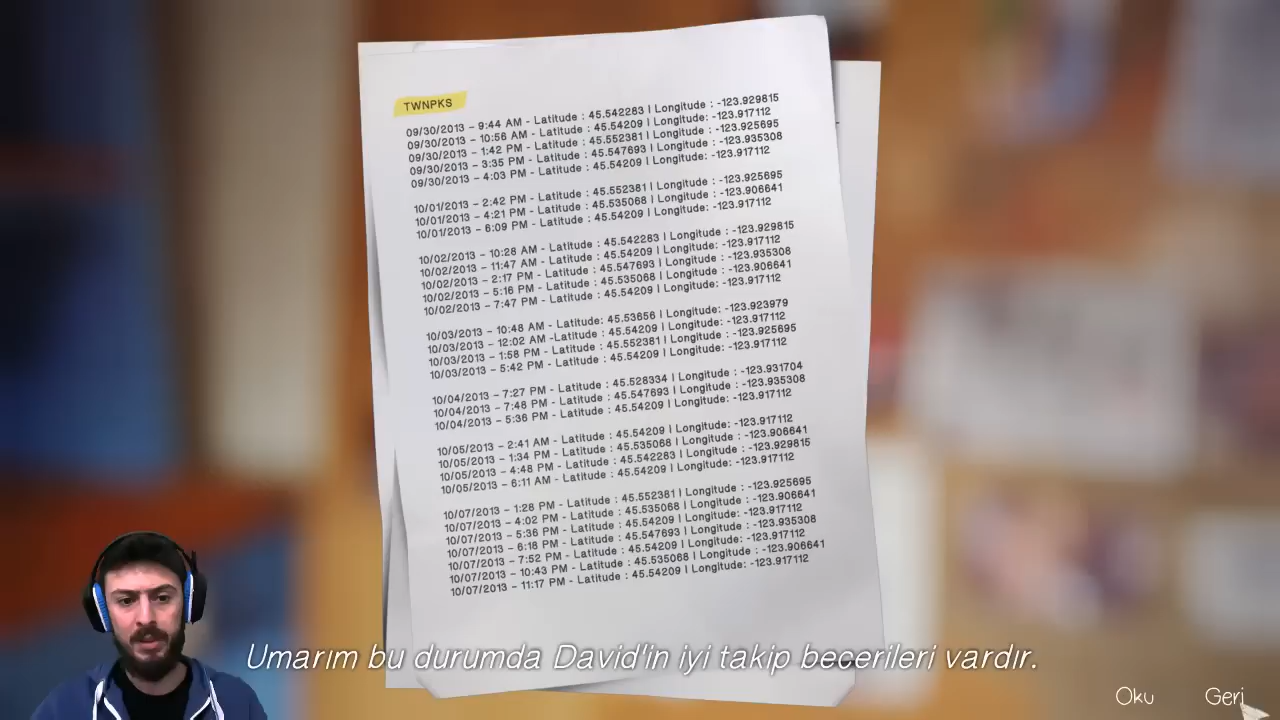 TWNPKS
09/30/2013 – 9:44 AM - Latitude : 45.542283 | Longitude : -123.929815
09/30/2013 – 10:56 AM - Latitude : 45.54209 | Longitude: -123.917112
09/30/2013 – 1:42 PM - Latitude : 45.552381 | Longitude : -123.925695
09/30/2013 – 3:35 PM - Latitude : 45.547693 | Longitude : -123.935308
09/30/2013 – 4:03 PM - Latitude : 45.54209 | Longitude: -123.917112
10/01/2013 – 2:42 PM - Latitude : 45.552381 | Longitude : -123.925695
10/01/2013 – 4:21 PM - Latitude : 45.535068 | Longitude : -123.906641
10/01/2013 – 6:09 PM - Latitude : 45.54209 | Longitude: -123.917112
10/02/2013 – 10:28 AM - Latitude : 45.542283 | Longitude : -123.929815
10/02/2013 – 11:47 AM - Latitude : 45.54209 | Longitude: -123.917112
10/02/2013 – 2:17 PM - Latitude : 45.547693 | Longitude : -123.935308
10/02/2013 – 5:16 PM - Latitude : 45.535068 | Longitude : -123.906641
10/02/2013 – 7:47 PM - Latitude : 45.54209 | Longitude: -123.917112
10/03/2013 – 10:48 AM - Latitude: 45.53656 | Longitude: -123.923979
10/03/2013 – 12:02 AM -Latitude : 45.54209 | Longitude: -123.917112
10/03/2013 – 1:58 PM - Latitude : 45.552381 | Longitude : -123.925695
10/03/2013 – 5:42 PM - Latitude : 45.54209 | Longitude: -123.917112
10/04/2013 – 7:27 PM - Latitude : 45.528334 | Longitude : -123.931704
10/04/2013 – 7:48 PM - Latitude : 45.547693 | Longitude : -123.935308
10/04/2013 – 5:36 PM - Latitude : 45.54209 | Longitude: -123.917112
10/05/2013 – 2:41 AM - Latitude : 45.54209 | Longitude: -123.917112
10/05/2013 – 1:34 PM - Latitude : 45.535068 | Longitude : -123.906641
10/05/2013 – 4:48 PM - Latitude : 45.542283 | Longitude : -123.929815
10/05/2013 – 6:11 AM - Latitude : 45.54209 | Longitude: -123.917112
10/07/2013 – 1:28 PM - Latitude : 45.552381 | Longitude : -123.925695
10/07/2013 – 4:02 PM - Latitude : 45.535068 | Longitude : -123.906641
10/07/2013 – 5:36 PM - Latitude : 45.54209 | Longitude: -123.917112
10/07/2013 – 6:18 PM - Latitude : 45.547693 | Longitude : -123.935308
10/07/2013 – 7:52 PM - Latitude : 45.54209 | Longitude: -123.917112
10/07/2013 – 10:43 PM - Latitude : 45.535068 | Longitude : -123.906641
10/07/2013 – 11:17 PM - Latitude : 45.54209 | Longitude: -123.917112
Umarım bu durumda David'in iyi takip becerileri vardır.
Oku Geri